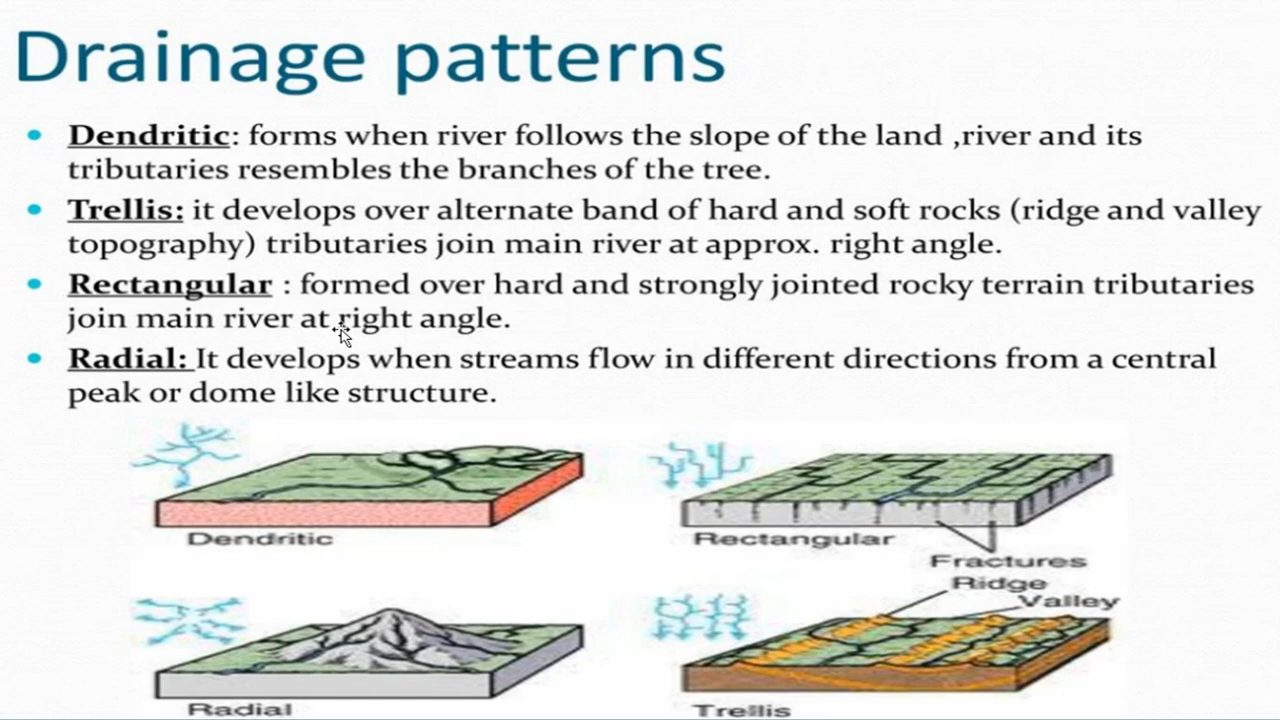 Drainage patterns
• Dendritic: forms when river follows the slope of the land ,river and its
tributaries resembles the branches of the tree.
• Trellis: it develops over alternate band of hard and soft rocks (ridge and valley
topography) tributaries join main river at approx. right angle.
• Rectangular : formed over hard and strongly jointed rocky terrain tributaries
join main river at right angle.
• Radial: It develops when streams flow in different directions from a central
peak or dome like structure.
Dendritic
Rectangular
Fractures
Ridge
Valley
Radial
Trellis